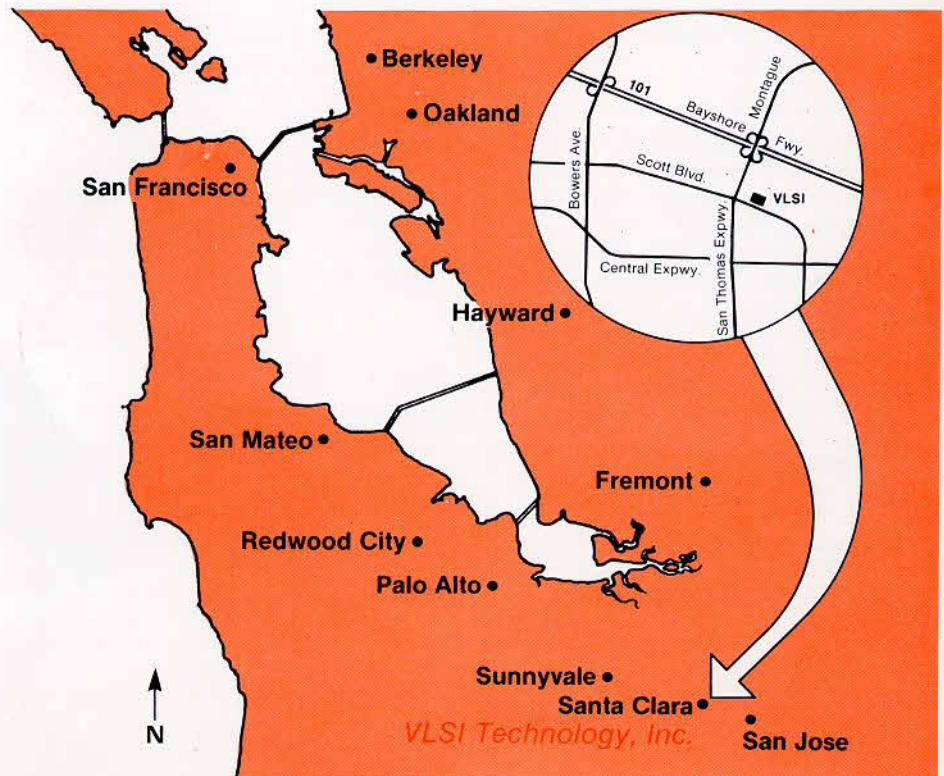 Berkeley
Oakland
San Francisco
101
Bayshore
Fwy.
Montague
Bowers Ave.
Scott Blvd.
VLSI
San Thomas Expwy.
Central Expwy.
Hayward
San Mateo
Fremont
Redwood City
Palo Alto
Sunnyvale
Santa Clara
VLSI Technology, Inc.
San Jose
N